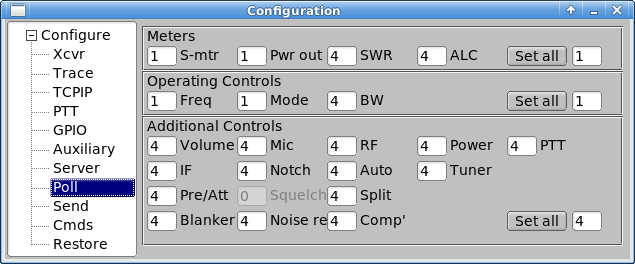 Configuration
Configure
Xcvr
Trace
TCPIP
PTT
GPIO
Auxiliary
Server
Poll
Send
Cmds
Restore
Meters
1 S-mtr 1 Pwr out 4 SWR 4 ALC Set all 1
Operating Controls
1 Freq 1 Mode 4 BW Set all 1
Additional Controls
4 Volume 4 Mic 4 RF 4 Power 4 PTT
4 IF 4 Notch 4 Auto 4 Tuner
4 Pre/Att 0 Squelch 4 Split
4 Blanker 4 Noise re 4 Comp' Set all 4